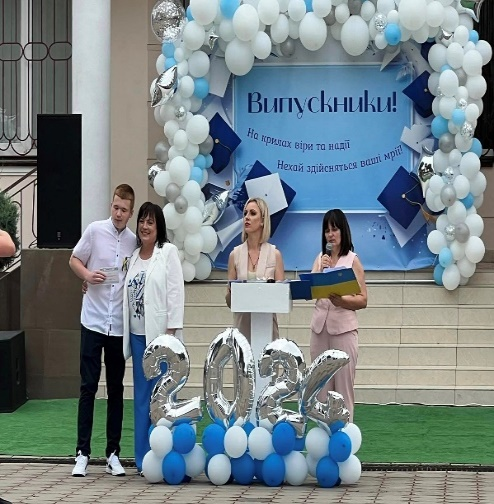 Випускники!
На крилах віри та надії
Нехай здійсняться ваші мрії!
2024